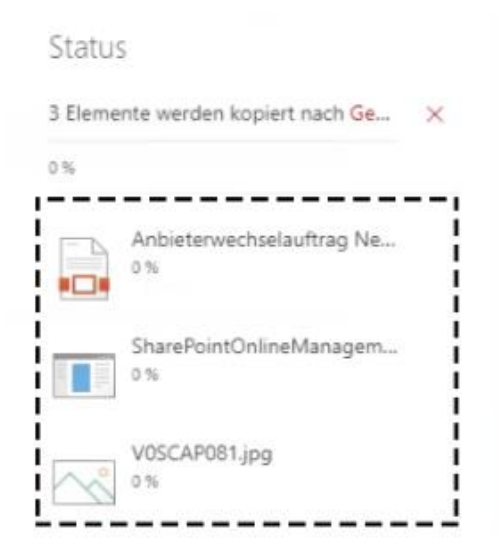 Status
3 Elemente werden kopiert nach Ge...
0 %
Anbieterwechselauftrag Ne...
0 %
SharePointOnlineManagem...
0 %
V0SCAP081.jpg
0 %